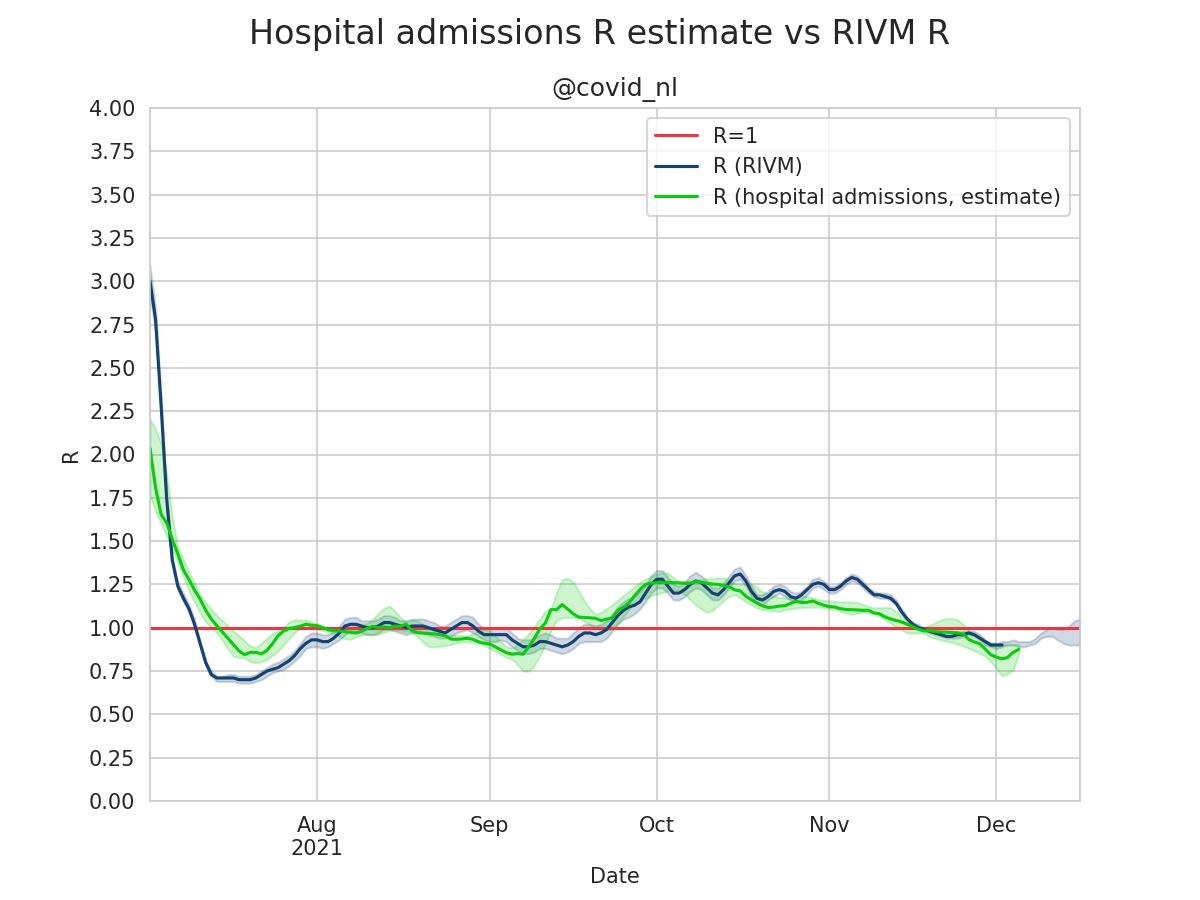 Hospital admissions R estimate vs RIVM R
@covid_nl
R=1
R (RIVM)
R (hospital admissions, estimate)
R
4.00
3.75
3.50
3.25
3.00
2.75
2.50
2.25
2.00
1.75
1.50
1.25
1.00
0.75
0.50
0.25
0.00
Aug Sep Oct Nov Dec
2021
Date